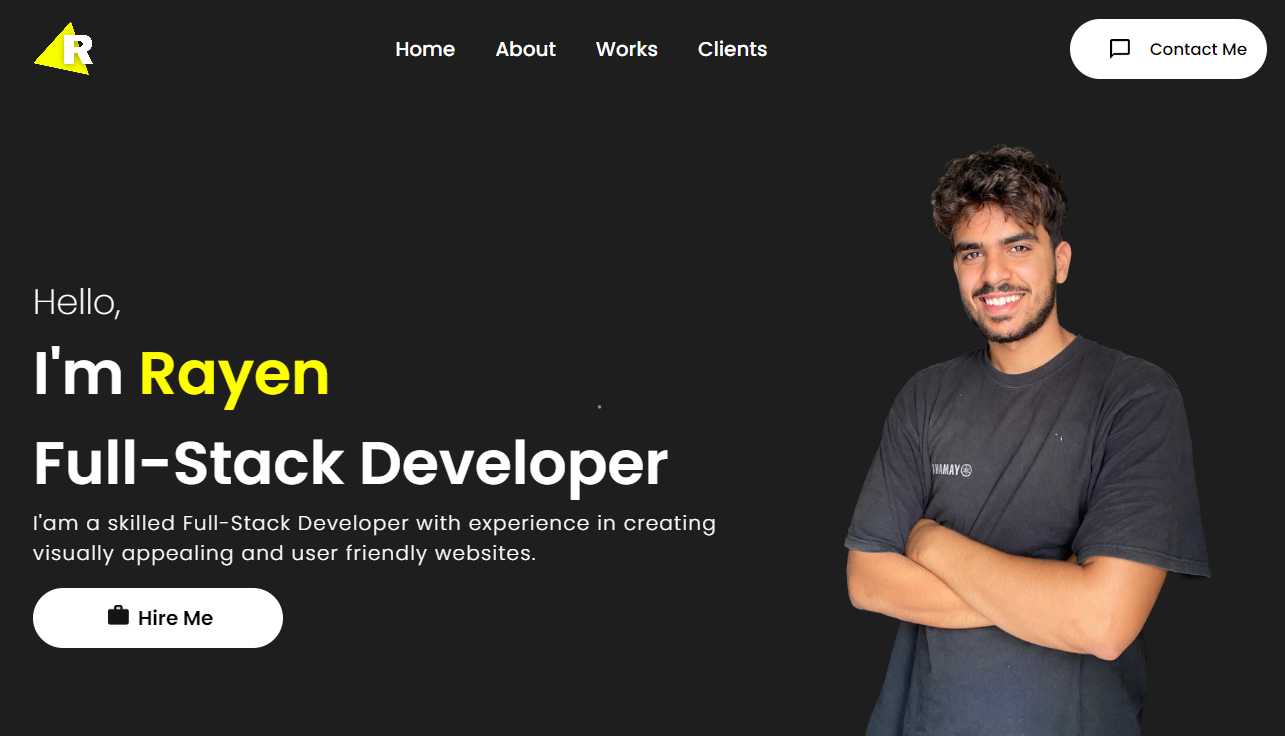 R
Home About Works Clients
Contact Me
Hello,
I'm Rayen
Full-Stack Developer
I'am a skilled Full-Stack Developer with experience in creating
visually appealing and user friendly websites.
Hire Me